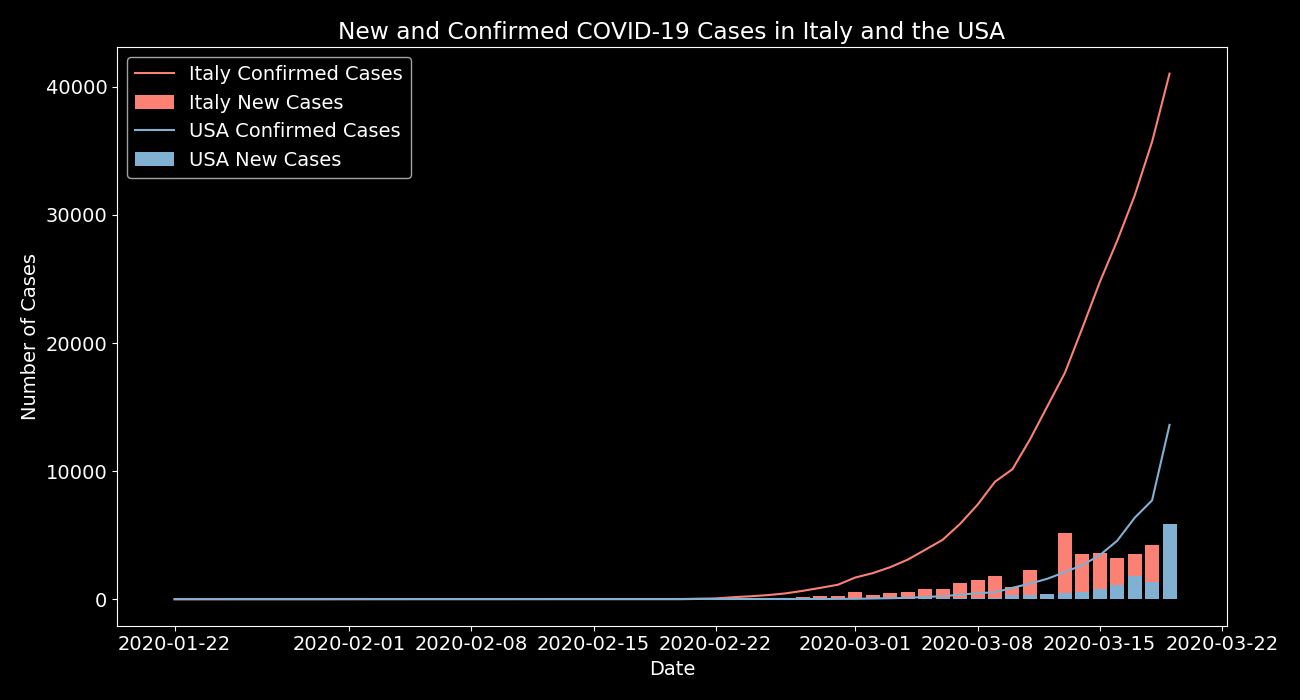 New and Confirmed COVID-19 Cases in Italy and the USA
Italy Confirmed Cases
Italy New Cases
USA Confirmed Cases
USA New Cases
Number of Cases
40000
30000
20000
10000
0
2020-01-22 2020-02-01 2020-02-08 2020-02-15 2020-02-22 2020-03-01 2020-03-08 2020-03-15 2020-03-22
Date